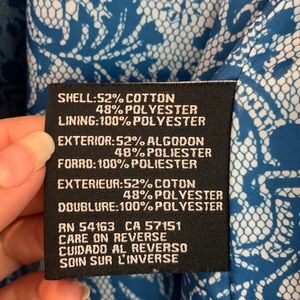 SHELL:52% COTTON
48% POLYESTER
LINING:100% POLYESTER
EXTERIOR:52% ALGODON
48% POLIESTER
FORRO:100% POLIESTER
EXTERIEUR:52% COTON
48% POLYESTER
DOUBLURE:100% POLYESTER
RN 54163 CA 57151
CARE ON REVERSE
CUIDADO AL REVERSO
SOIN SUR L'INVERSE